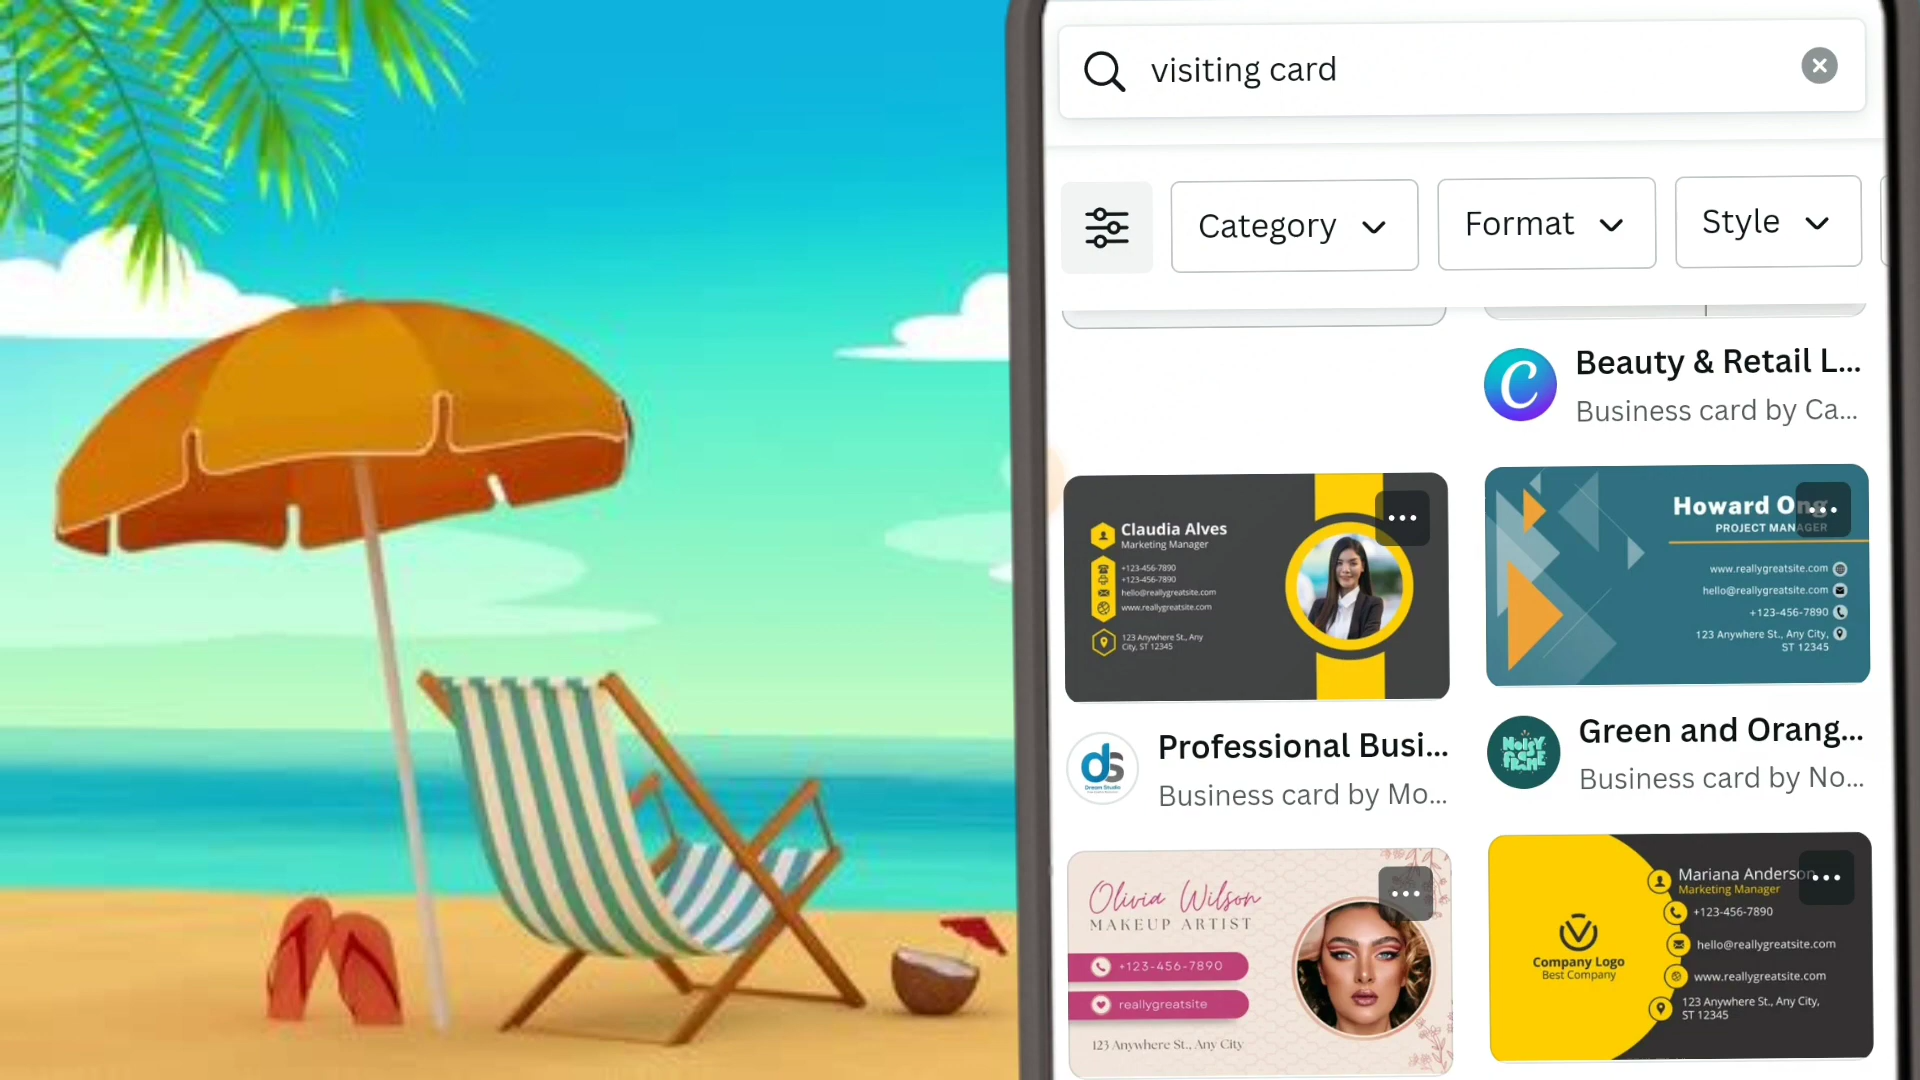 visiting card
Category
Format
Style
Beauty & Retail L...
Business card by Ca...
Claudia Alves
Marketing Manager
+123-456-7890
+123-456-7890
hello@reallygreatsite.com
www.reallygreatsite.com
123 Anywhere St., Any
City, ST 12345
Howard Ong
PROJECT MANAGER
www.reallygreatsite.com
hello@reallygreatsite.com
+123-456-7890
123 Anywhere St., Any City,
ST 12345
ds
Dream Studio
Professional Busi...
Business card by Mo...
Green and Orang...
Business card by No...
Olivia Wilson
MAKEUP ARTIST
+123-456-7890
reallygreatsite
123 Anywhere St., Any City
Company Logo
Best Company
Mariana Anderson
Marketing Manager
+123-456-7890
hello@reallygreatsite.com
www.reallygreatsite.com
123 Anywhere St., Any City,
ST 12345